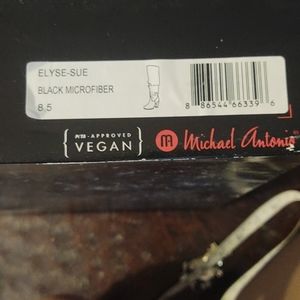 ELYSE-SUE
BLACK MICROFIBER
8.5
8 86544 66339 6
PETA - APPROVED
{ VEGAN }
M Michael Antonio